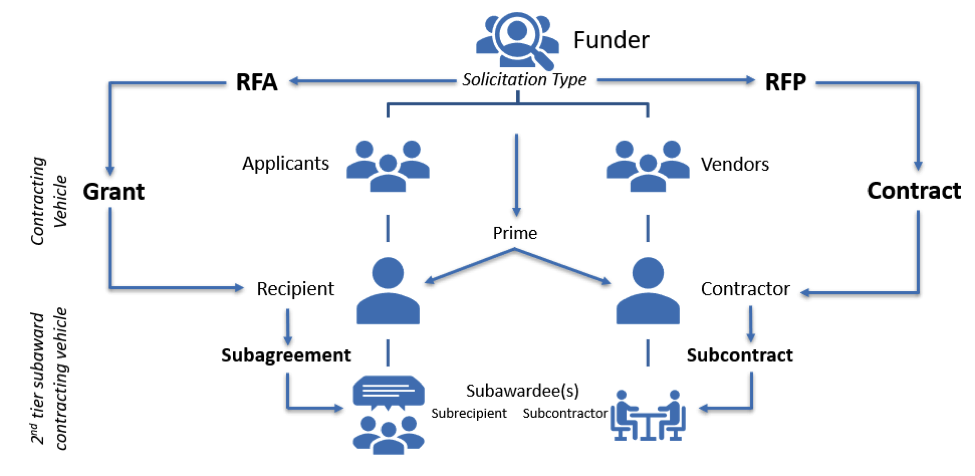 Funder
RFA
Solicitation Type
RFP
Applicants
Vendors
Contracting
Vehicle
Grant
Contract
Prime
Recipient
Contractor
2nd tier subaward
contracting vehicle
Subagreement
Subcontract
Subawardee(s)
Subrecipient Subcontractor